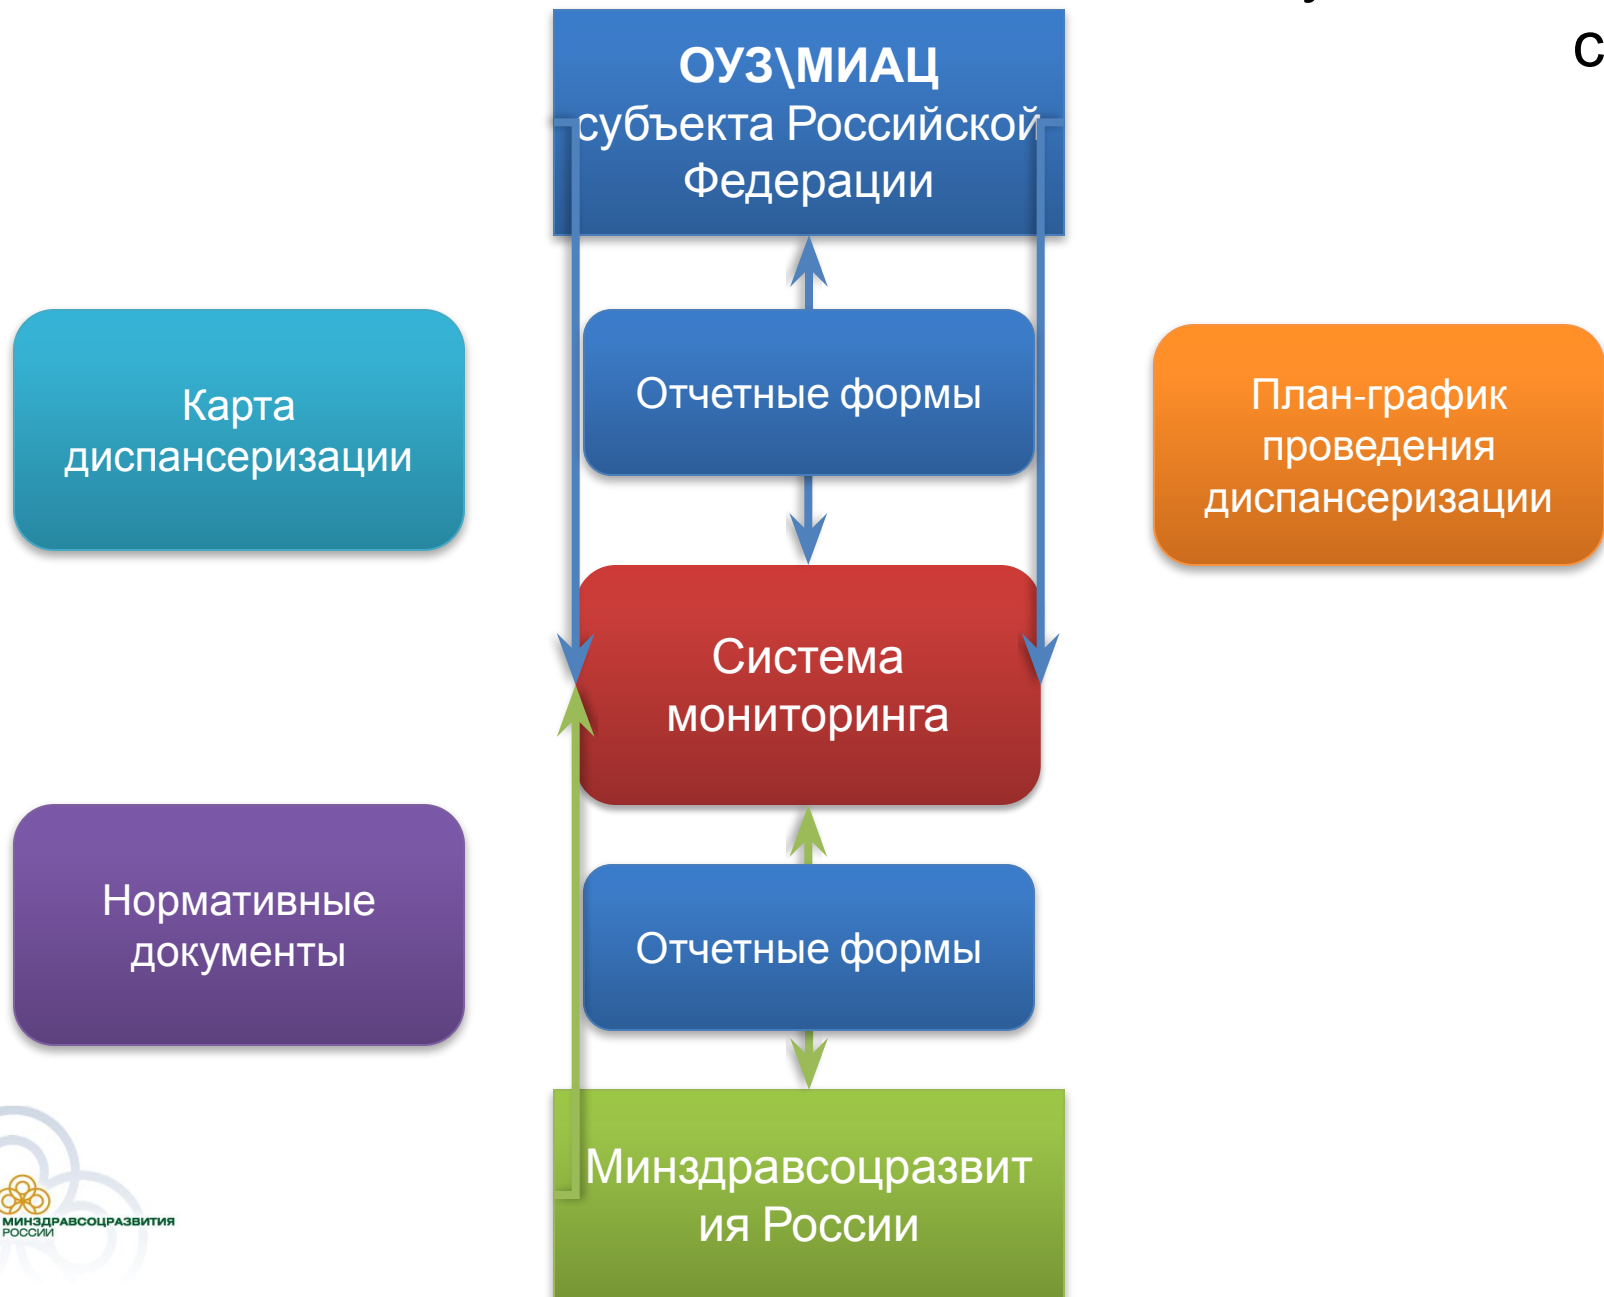 с
ОУЗ\МИАЦ
субъекта Российской
Федерации
Отчетные формы
Карта
диспансеризации
План-график
проведения
диспансеризации
Система
мониторинга
Нормативные
документы
Отчетные формы
Минздравсоцразвит
ия России
МИНЗДРАВСОЦРАЗВИТИЯ
РОССИИ